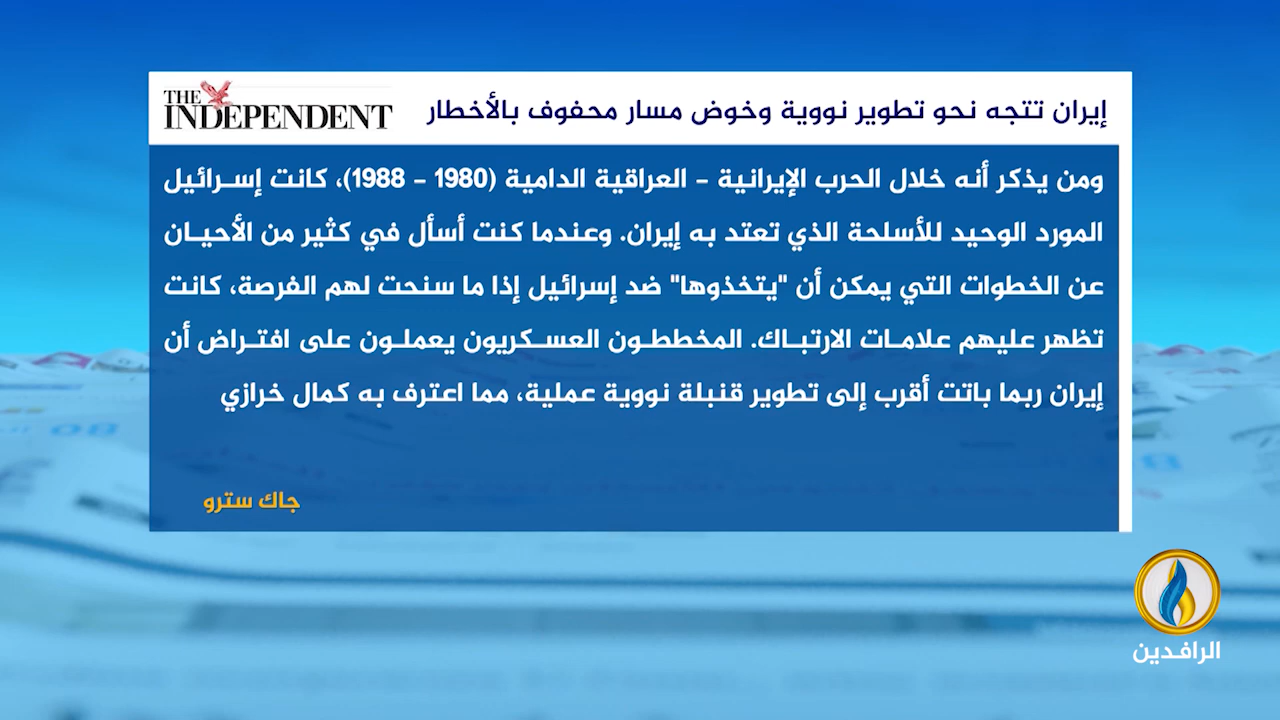 THE INDEPENDENT
إيران تتجه نحو تطوير نووية وخوض مسار محفوف بالأخطار
ومن يذكر أنه خلال الحرب الإيرانية - العراقية الدامية (1980 - 1988)، كانت إسرائيل
المورد الوحيد للأسلحة الذي تعتد به إيران. وعندما كنت أسأل في كثير من الأحيان
عن الخطوات التي يمكن أن "يتخذوها" ضد إسرائيل إذا ما سنحت لهم الفرصة، كانت
تظهر عليهم علامات الارتباك. المخططون العسكريون يعملون على افتراض أن
إيران ربما باتت أقرب إلى تطوير قنبلة نووية عملية، مما اعترف به كمال خرازي
جاك سترو
الرافدين